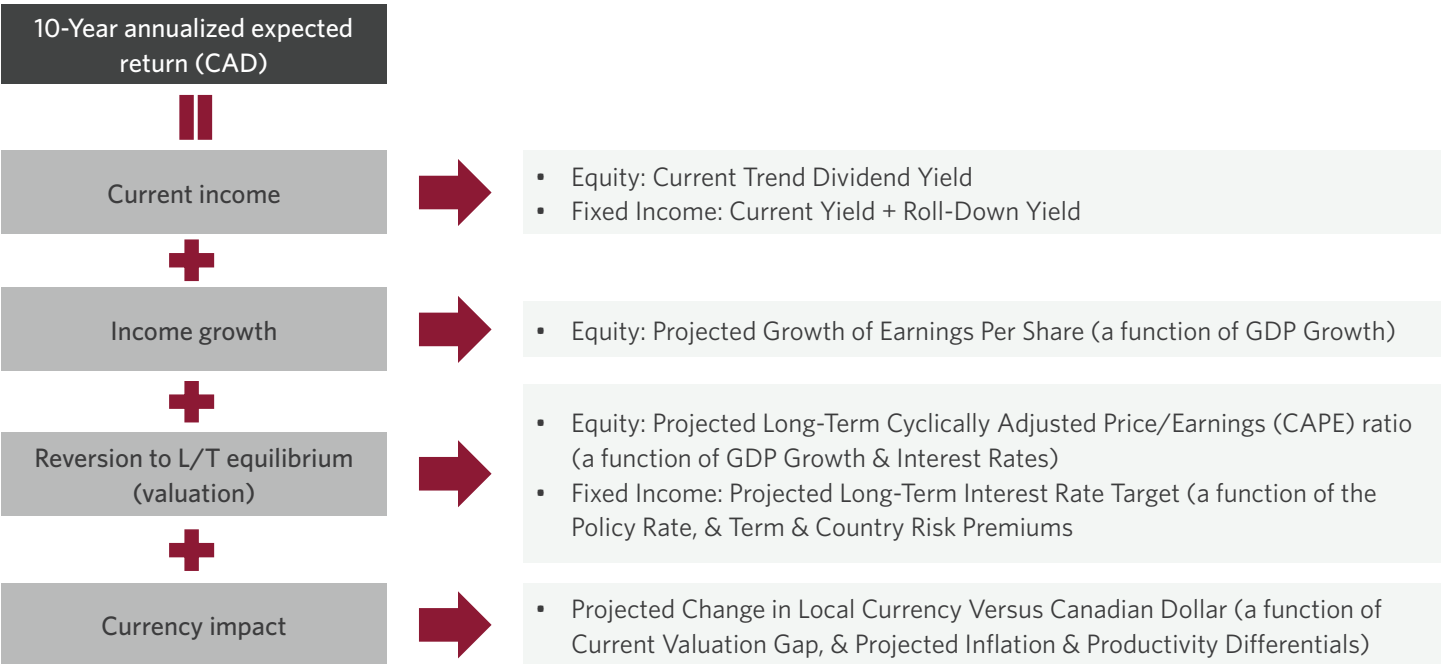 10-Year annualized expected
return (CAD)
Current income
• Equity: Current Trend Dividend Yield
• Fixed Income: Current Yield + Roll-Down Yield
Income growth
• Equity: Projected Growth of Earnings Per Share (a function of GDP Growth)
Reversion to L/T equilibrium
(valuation)
• Equity: Projected Long-Term Cyclically Adjusted Price/Earnings (CAPE) ratio
(a function of GDP Growth & Interest Rates)
• Fixed Income: Projected Long-Term Interest Rate Target (a function of the
Policy Rate, & Term & Country Risk Premiums
Currency impact
• Projected Change in Local Currency Versus Canadian Dollar (a function of
Current Valuation Gap, & Projected Inflation & Productivity Differentials)